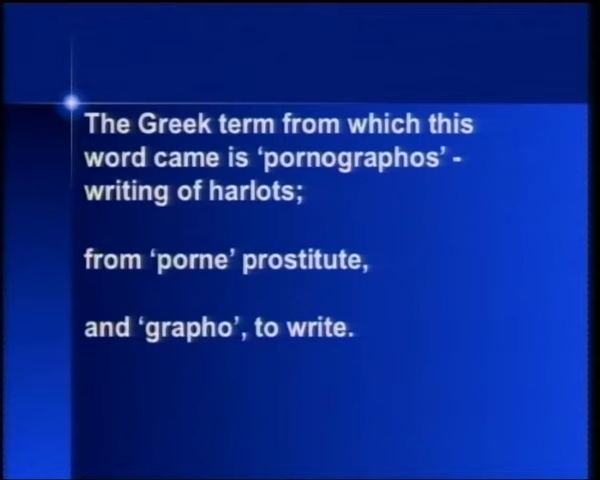 The Greek term from which this
word came is ‘pornographos’ -
writing of harlots;
from ‘porne’ prostitute,
and ‘grapho’, to write.